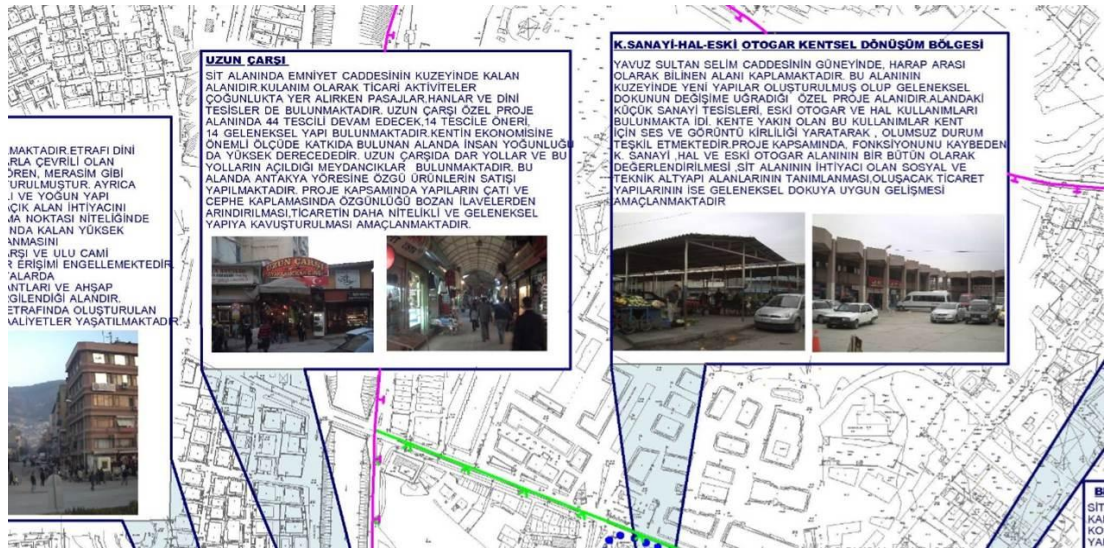 MAKTADIR.ETRAFI DİNİ
ARLA ÇEVRİLİ OLAN
ÖREN, MERASİM GİBİ
TURULMUŞTUR. AYRICA
I VE YOĞUN YAPI
ÇIK ALAN İHTİYACINI
MA NOKTASI NİTELİĞİNDE
NDA KALAN YÜKSEK
ANMASINI
ARŞI VE ULU CAMİ
R ERİŞİMİ ENGELLEMEKTEDİR.
ALARDA
ANTLARI VE AHŞAP
RGİLENDİĞİ ALANDIR.
ETRAFINDA OLUŞTURULAN
AALİYETLER YAŞATILMAKTADIR
UZUN ÇARŞI
SİT ALANINDA EMNİYET CADDESİNİN KUZEYİNDE KALAN
ALANIDIR.KULANIM OLARAK TİCARİ AKTİVİTELER
ÇOĞUNLUKTA YER ALIRKEN PASAJLAR,HANLAR VE DİNİ
TESİSLER DE BULUNMAKTADIR. UZUN ÇARŞI ÖZEL PROJE
ALANINDA 44 TESCİLİ DEVAM EDECEK,14 TESCİLE ÖNERİ,
14 GELENEKSEL YAPI BULUNMAKTADIR.KENTİN EKONOMİSİNE
ÖNEMLİ ÖLÇÜDE KATKIDA BULUNAN ALANDA İNSAN YOĞUNLUĞU
DA YÜKSEK DERECEDEDİR. UZUN ÇARŞIDA DAR YOLLAR VE BU
YOLLARIN AÇILDIĞI MEYDANCIKLAR BULUNMAKTADIR. BU
ALANDA ANTAKYA YÖRESİNE ÖZGÜ ÜRÜNLERİN SATIŞI
YAPILMAKTADIR. PROJE KAPSAMINDA YAPILARIN ÇATI VE
CEPHE KAPLAMASINDA ÖZGÜNLÜĞÜ BOZAN İLAVELERDEN
ARINDIRILMASI,TİCARETİN DAHA NİTELİKLİ VE GELENEKSEL
YAPIYA KAVUŞTURULMASI AMAÇLANMAKTADIR.
UZUN ÇARŞI
K.SANAYİ-HAL-ESKİ OTOGAR KENTSEL DÖNÜŞÜM BÖLGESİ
YAVUZ SULTAN SELİM CADDESİNİN GÜNEYİNDE, HARAP ARASI
OLARAK BİLİNEN ALANI KAPLAMAKTADIR. BU ALANININ
KUZEYİNDE YENİ YAPILAR OLUŞTURULMUŞ OLUP GELENEKSEL
DOKUNUN DEĞİŞİME UĞRADIĞI ÖZEL PROJE ALANIDIR.ALANDAKİ
KÜÇÜK SANAYİ TESİSLERİ, ESKİ OTOGAR VE HAL KULLANIMLARI
BULUNMAKTA İDİ. KENTE YAKIN OLAN BU KULLANIMLAR KENT
İÇİN SES VE GÖRÜNTÜ KİRLİLİĞİ YARATARAK , OLUMSUZ DURUM
TEŞKİL ETMEKTEDİR.PROJE KAPSAMINDA, FONKSİYONUNU KAYBEDEN
K. SANAYİ ,HAL VE ESKİ OTOGAR ALANININ BİR BÜTÜN OLARAK
DEĞERLENDİRİLMESİ ,SİT ALANININ İHTİYACI OLAN SOSYAL VE
TEKNİK ALTYAPI ALANLARININ TANIMLANMASI,OLUŞACAK TİCARET
YAPILARININ İSE GELENEKSEL DOKUYA UYGUN GELİŞMESİ
AMAÇLANMAKTADIR
SİT
KA
KO
YA